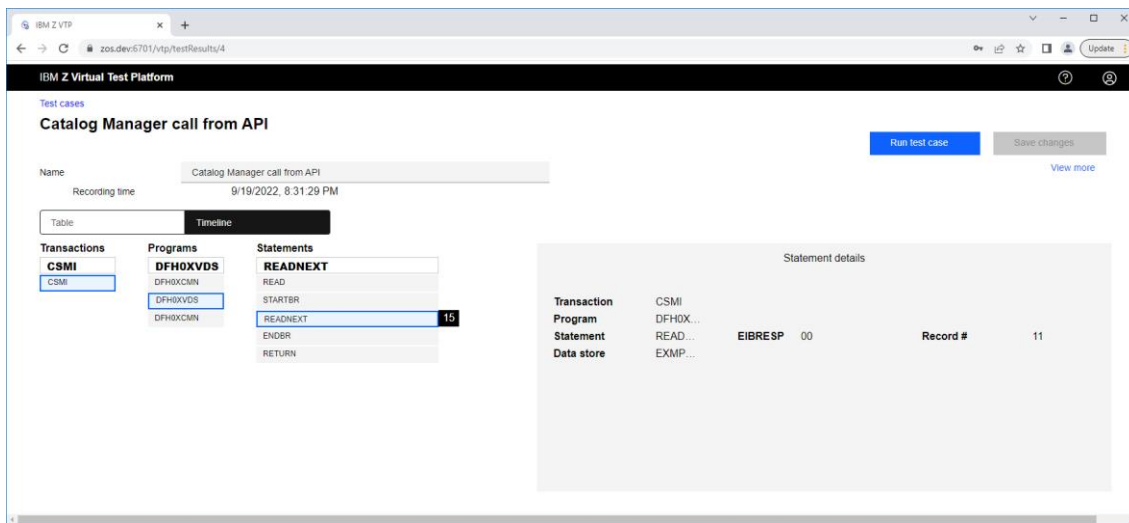 IBM Z VTP
zos.dev:6701/vtp/testResults/4
Update
IBM Z Virtual Test Platform
Test cases
Catalog Manager call from API
Run test case Save changes
View more
Name Catalog Manager call from API
Recording time 9/19/2022, 8:31:29 PM
Table Timeline
Transactions Programs Statements
CSMI DFH0XVDS READNEXT
CSMI DFH0XCMN READ
DFH0XVDS STARTBR
DFH0XCMN READNEXT 15
ENDBR
RETURN
Statement details
Transaction CSMI
Program DFH0X...
Statement READ... EIBRESP 00 Record # 11
Data store EXMP...